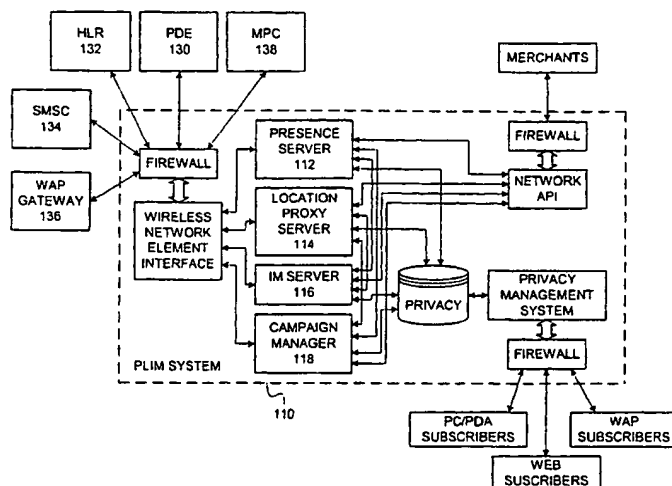 HLR
132
PDE
130
MPC
138
MERCHANTS
SMSC
134
FIREWALL
PRESENCE
SERVER
112
FIREWALL
WAP
GATEWAY
136
WIRELESS
NETWORK
ELEMENT
INTERFACE
LOCATION
PROXY
SERVER
114
NETWORK
API
IM SERVER
116
PRIVACY
PRIVACY
MANAGEMENT
SYSTEM
CAMPAIGN
MANAGER
118
FIREWALL
PLIM SYSTEM
110
PC/PDA
SUBSCRIBERS
WAP
SUBSCRIBERS
WEB
SUSCRIBERS